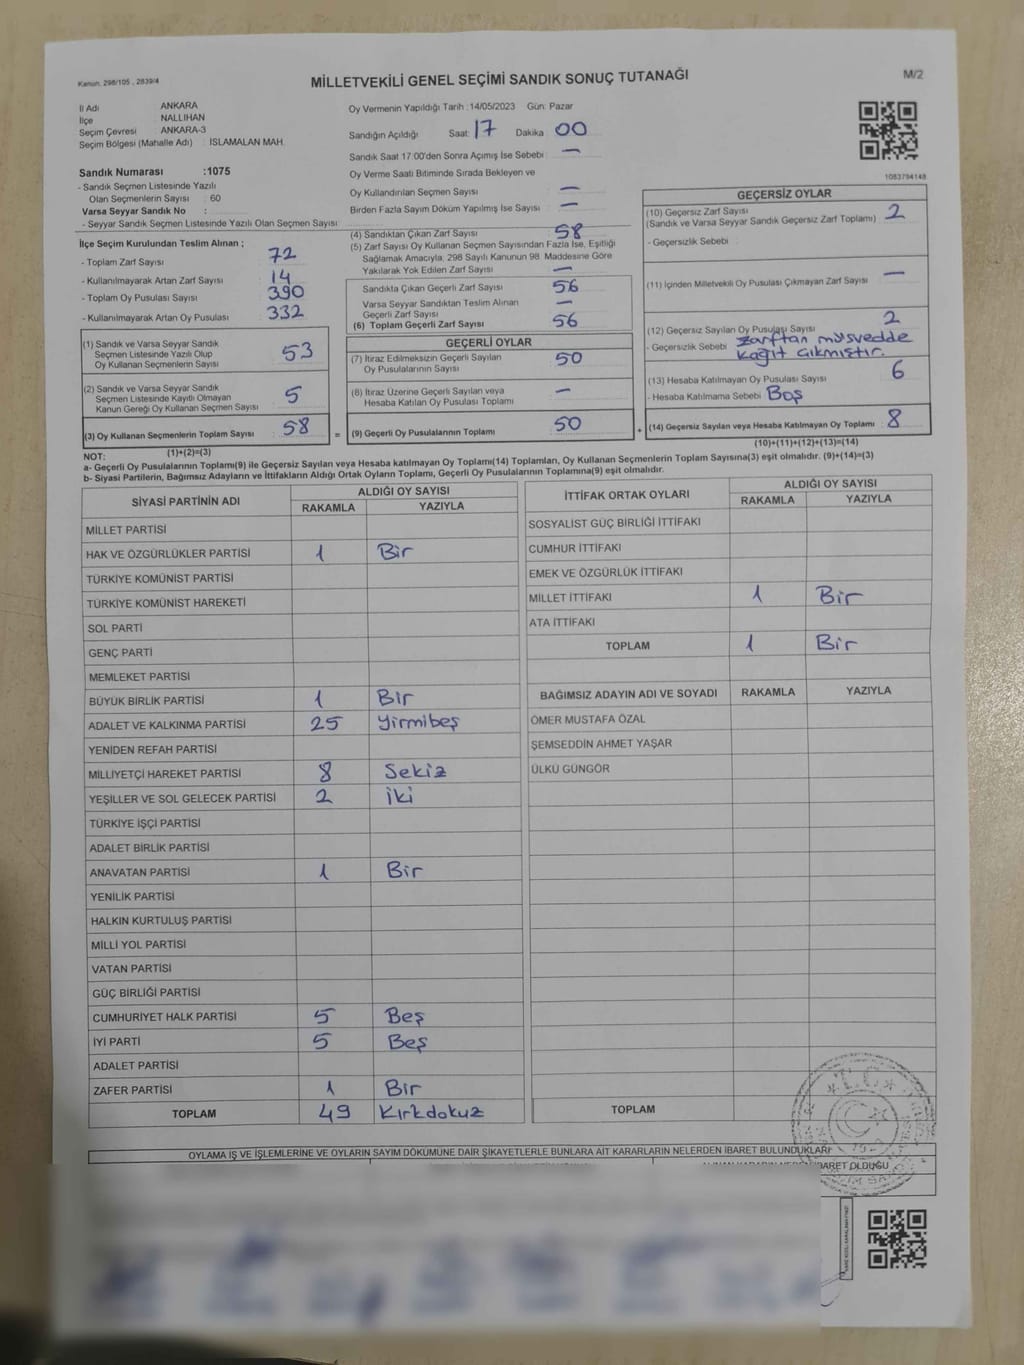 Kanun. 298/105 , 2839/4
MİLLETVEKİLİ GENEL SEÇİMİ SANDIK SONUÇ TUTANAĞI
M/2
İl Adı ANKARA
İlçe NALLIHAN
Seçim Çevresi ANKARA-3
Seçim Bölgesi (Mahalle Adı) : İSLAMALAN MAH.
Sandık Numarası :1075
- Sandık Seçmen Listesinde Yazılı
Olan Seçmenlerin Sayısı : 60
Varsa Seyyar Sandık No :
- Seyyar Sandık Seçmen Listesinde Yazılı Olan Seçmen Sayısı
İlçe Seçim Kurulundan Teslim Alınan ;
- Toplam Zarf Sayısı 72
- Kullanılmayarak Artan Zarf Sayısı 14
- Toplam Oy Pusulası Sayısı 390
- Kullanılmayarak Artan Oy Pusulası 332
(1) Sandık ve Varsa Seyyar Sandık
Seçmen Listesinde Yazılı Olup
Oy Kullanan Seçmenlerin Sayısı 53
(2) Sandık ve Varsa Seyyar Sandık
Seçmen Listesinde Kayıtlı Olmayan
Kanun Gereği Oy Kullanan Seçmen Sayısı 5
(3) Oy Kullanan Seçmenlerin Toplam Sayısı 58
(1)+(2)=(3)
Oy Vermenin Yapıldığı Tarih :14/05/2023 Gün: Pazar
Sandığın Açıldığı Saat: 17 Dakika 00
Sandık Saat 17:00'den Sonra Açımış İse Sebebi : —
Oy Verme Saati Bitiminde Sırada Bekleyen ve
Oy Kullandırılan Seçmen Sayısı —
Birden Fazla Sayım Döküm Yapılmış İse Sayısı —
(4) Sandıktan Çıkan Zarf Sayısı 58
(5) Zarf Sayısı Oy Kullanan Seçmen Sayısından Fazla İse, Eşitliği
Sağlamak Amacıyla, 298 Sayılı Kanunun 98. Maddesine Göre
Yakılarak Yok Edilen Zarf Sayısı —
Sandıkta Çıkan Geçerli Zarf Sayısı 56
Varsa Seyyar Sandıktan Teslim Alınan
Geçerli Zarf Sayısı —
(6) Toplam Geçerli Zarf Sayısı 56
GEÇERLİ OYLAR
(7) İtiraz Edilmeksizin Geçerli Sayılan
Oy Pusulalarının Sayısı 50
(8) İtiraz Üzerine Geçerli Sayılan veya
Hesaba Katılan Oy Pusulası Toplamı —
= (9) Geçerli Oy Pusulalarının Toplamı 50 +
1083794148
GEÇERSİZ OYLAR
(10) Geçersiz Zarf Sayısı 2
(Sandık ve Varsa Seyyar Sandık Geçersiz Zarf Toplamı)
- Geçersizlik Sebebi
(11) İçinden Milletvekili Oy Pusulası Çıkmayan Zarf Sayısı —
(12) Geçersiz Sayılan Oy Pusulası Sayısı 2
- Geçersizlik Sebebi Zarftan müsvedde
Kağıt çıkmıştır.
(13) Hesaba Katılmayan Oy Pusulası Sayısı 6
- Hesaba Katılmama Sebebi Boş
(14) Geçersiz Sayılan veya Hesaba Katılmayan Oy Toplamı 8
(10)+(11)+(12)+(13)=(14)
NOT:
a- Geçerli Oy Pusulalarının Toplamı(9) ile Geçersiz Sayılan veya Hesaba katılmayan Oy Toplamı(14) Toplamları, Oy Kullanan Seçmenlerin Toplam Sayısına(3) eşit olmalıdır. (9)+(14)=(3)
b- Siyasi Partilerin, Bağımsız Adayların ve İttifakların Aldığı Ortak Oyların Toplamı, Geçerli Oy Pusulalarının Toplamına(9) eşit olmalıdır.
SİYASİ PARTİNİN ADI ALDIĞI OY SAYISI
RAKAMLA YAZIYLA
MİLLET PARTİSİ
HAK VE ÖZGÜRLÜKLER PARTİSİ 1 Bir
TÜRKİYE KOMÜNİST PARTİSİ
TÜRKİYE KOMÜNİST HAREKETİ
SOL PARTİ
GENÇ PARTİ
MEMLEKET PARTİSİ
BÜYÜK BİRLİK PARTİSİ 1 Bir
ADALET VE KALKINMA PARTİSİ 25 Yirmibeş
YENİDEN REFAH PARTİSİ
MİLLİYETÇİ HAREKET PARTİSİ 8 Sekiz
YEŞİLLER VE SOL GELECEK PARTİSİ 2 İki
TÜRKİYE İŞÇİ PARTİSİ
ADALET BİRLİK PARTİSİ
ANAVATAN PARTİSİ 1 Bir
YENİLİK PARTİSİ
HALKIN KURTULUŞ PARTİSİ
MİLLİ YOL PARTİSİ
VATAN PARTİSİ
GÜÇ BİRLİĞİ PARTİSİ
CUMHURİYET HALK PARTİSİ 5 Beş
İYİ PARTİ 5 Beş
ADALET PARTİSİ
ZAFER PARTİSİ 1 Bir
TOPLAM 49 Kırkdokuz
İTTİFAK ORTAK OYLARI ALDIĞI OY SAYISI
RAKAMLA YAZIYLA
SOSYALİST GÜÇ BİRLİĞİ İTTİFAKI
CUMHUR İTTİFAKI
EMEK VE ÖZGÜRLÜK İTTİFAKI
MİLLET İTTİFAKI 1 Bir
ATA İTTİFAKI
TOPLAM 1 Bir
BAĞIMSIZ ADAYIN ADI VE SOYADI RAKAMLA YAZIYLA
ÖMER MUSTAFA ÖZAL
ŞEMSEDDİN AHMET YAŞAR
ÜLKÜ GÜNGÖR
TOPLAM
T.C.
OYLAMA İŞ VE İŞLEMLERİNE VE OYLARIN SAYIM DÖKÜMÜNE DAİR ŞİKAYETLERLE BUNLARA AİT KARARLARIN NELERDEN İBARET BULUNDUKLARI
İBARET OLDUĞU